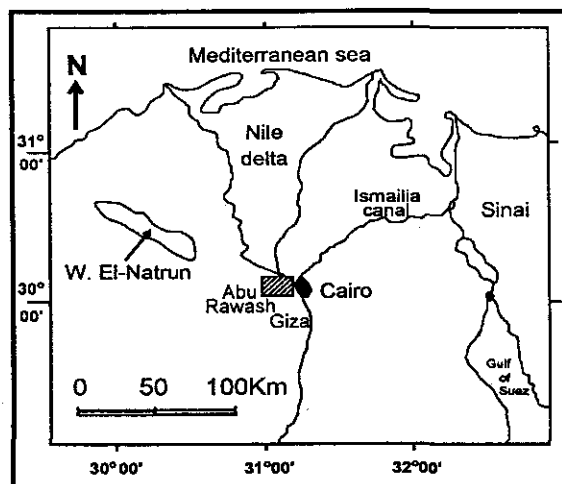 Mediterranean sea
N
31°
00'
Nile
delta
Ismailia
canal
Sinai
W. El-Natrun
30°
00'
Abu
Rawash
Cairo
Giza
Gulf
of
Suez
0 50 100Km
30°00' 31°00' 32°00'